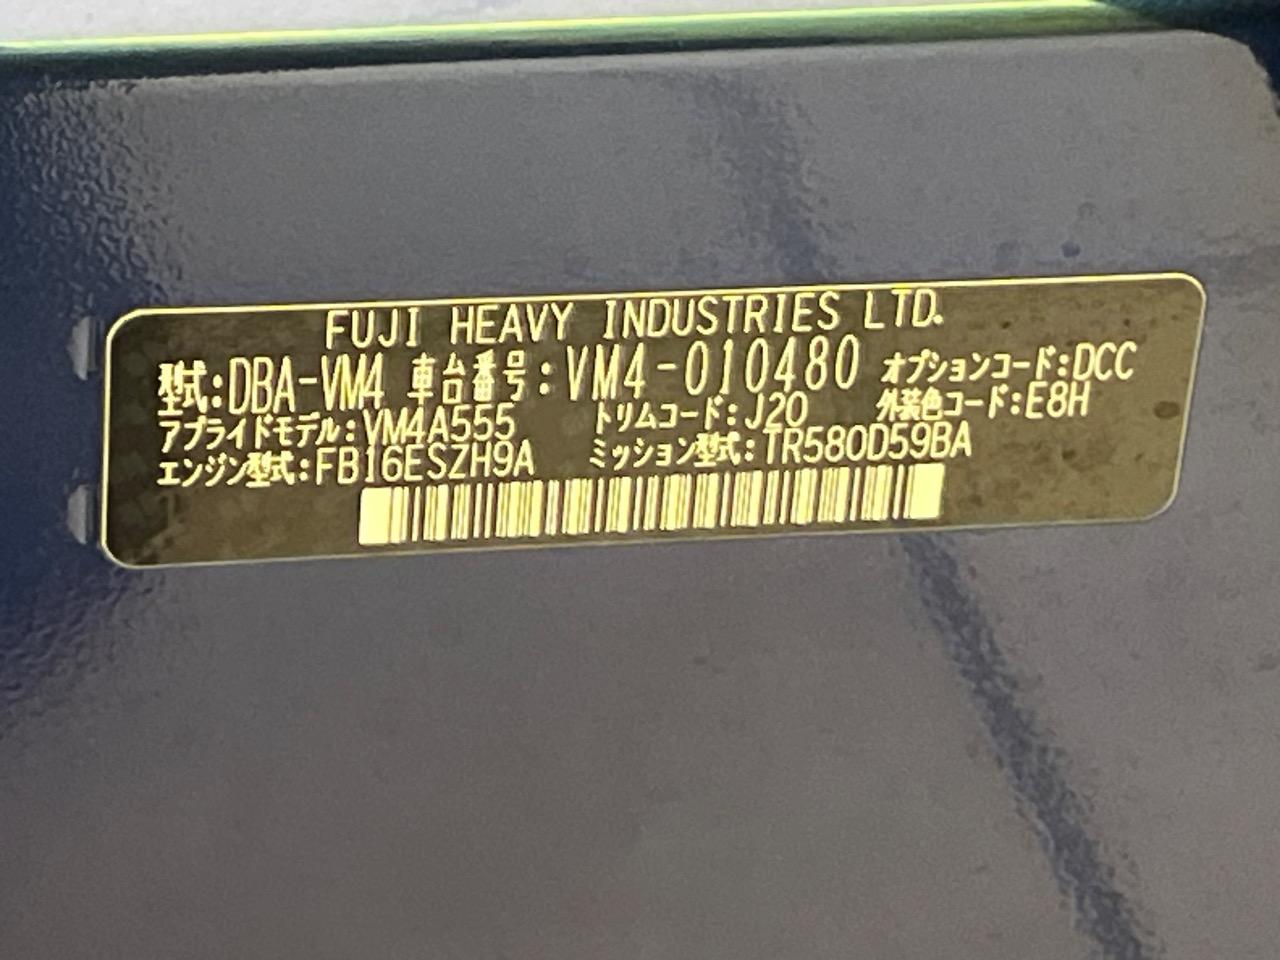 FUJI HEAVY INDUSTRIES LTD.
型式:DBA-VM4 車台番号:VM4-010480 オプションコード:DCC
アプライドモデル:VM4A555 トリムコード:J20 外装色コード:E8H
エンジン型式:FB16ESZH9A ミッション型式:TR580D59BA